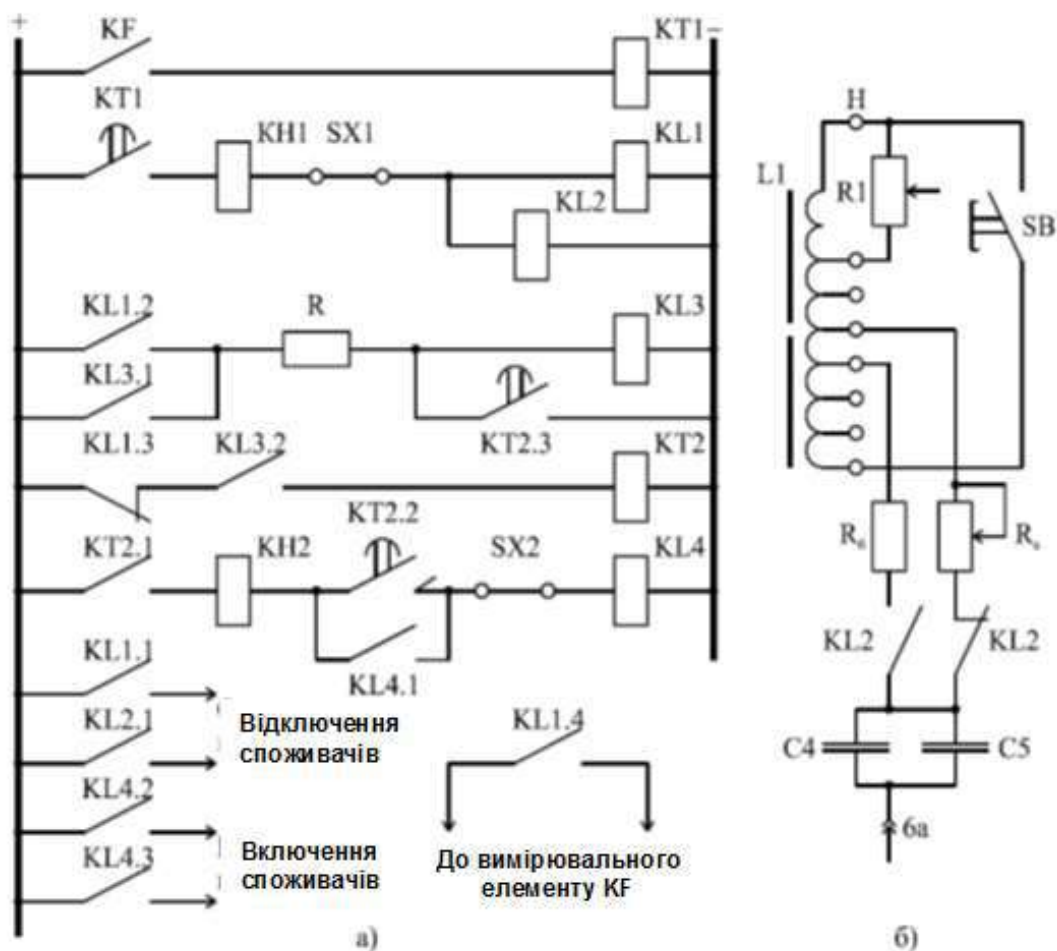 +
KF
KT1
–
KT1
KH1
SX1
KL1
KL2
KL1.2
R
KL3
KL3.1
KT2.3
KL1.3
KL3.2
KT2
KT2.2
KT2.1
KH2
SX2
KL4
KL4.1
KL1.1
KL2.1
Відключення
споживачів
KL4.2
KL4.3
Включення
споживачів
KL1.4
До вимірювального
елементу KF
а)
H
L1
R1
SB
KL2
KL2
C4
C5
6a
б)